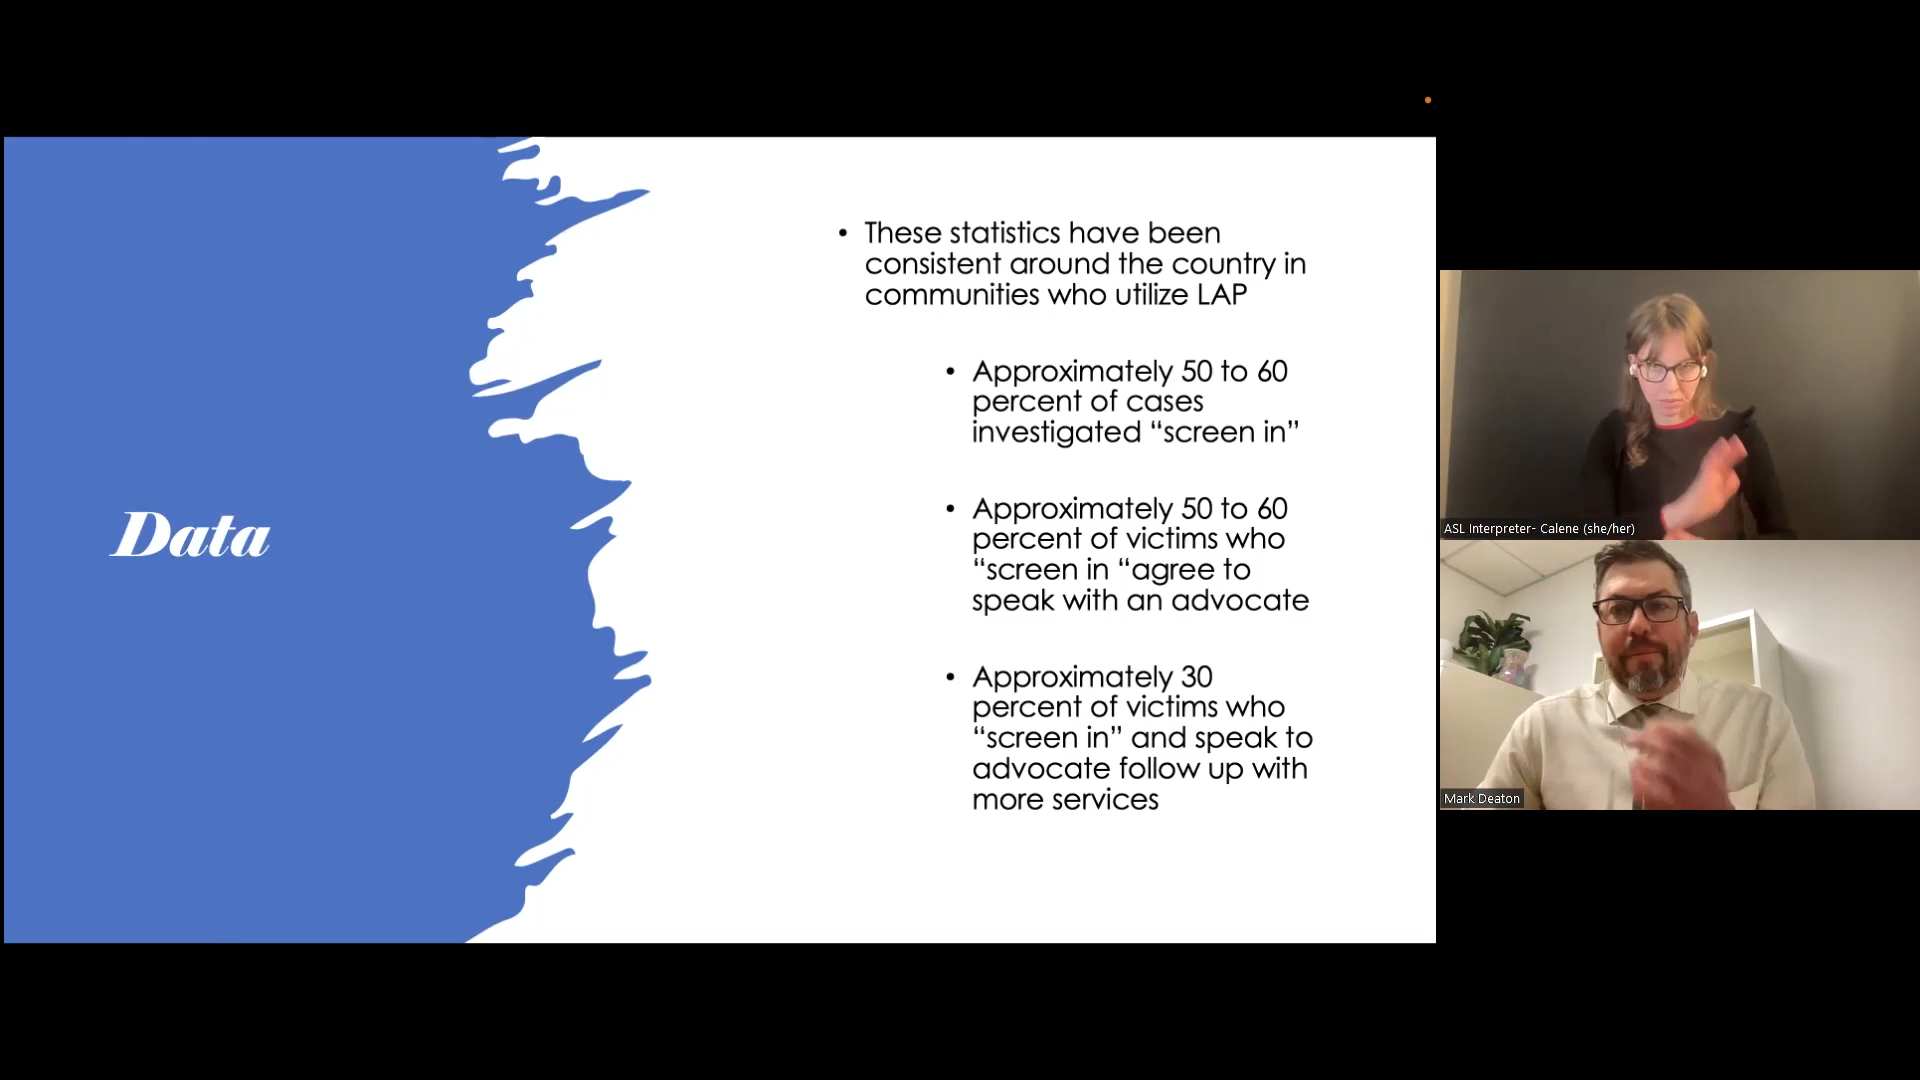 Data
• These statistics have been
consistent around the country in
communities who utilize LAP
• Approximately 50 to 60
percent of cases
investigated “screen in”
• Approximately 50 to 60
percent of victims who
“screen in “agree to
speak with an advocate
• Approximately 30
percent of victims who
“screen in” and speak to
advocate follow up with
more services
ASL Interpreter- Calene (she/her)
Mark Deaton